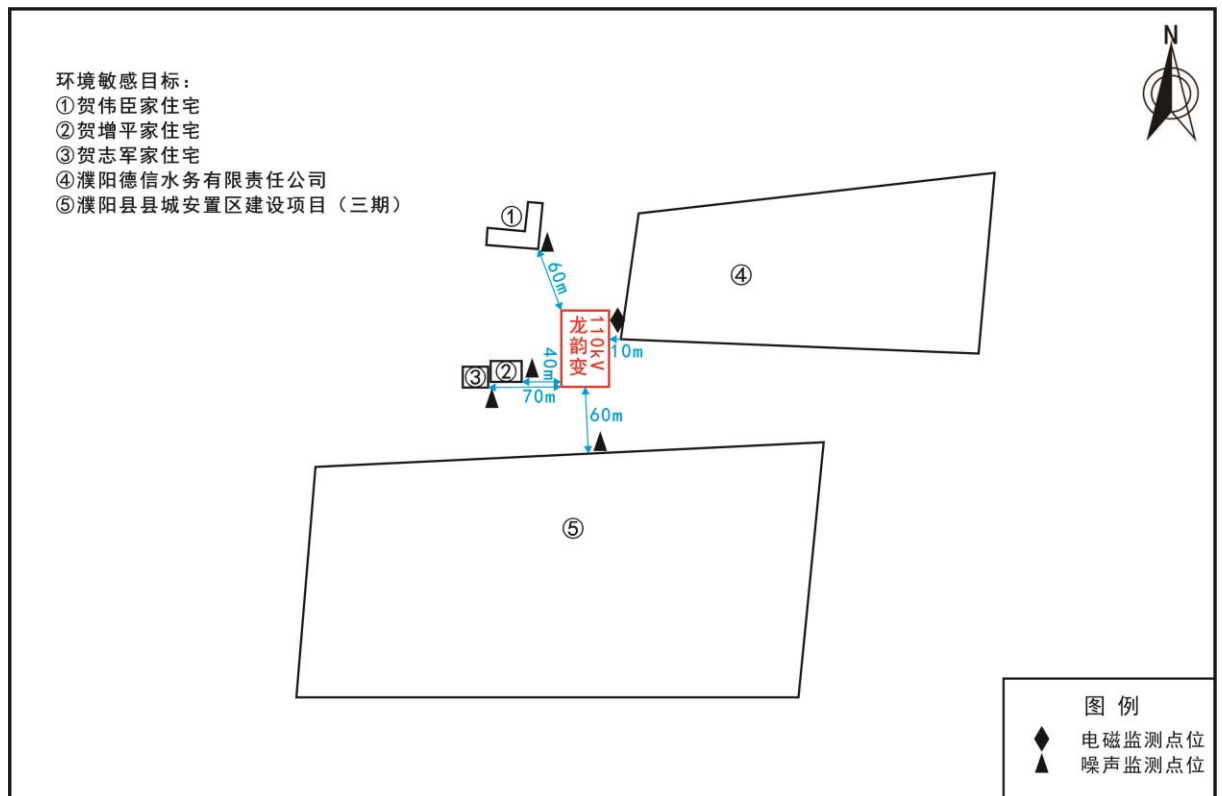 N
环境敏感目标：
①贺伟臣家住宅
②贺增平家住宅
③贺志军家住宅
④濮阳德信水务有限责任公司
⑤濮阳县县城安置区建设项目（三期）
①
60m
④
110kV
龙韵变
10m
40m
③
②
70m
60m
⑤
图 例
电磁监测点位
噪声监测点位